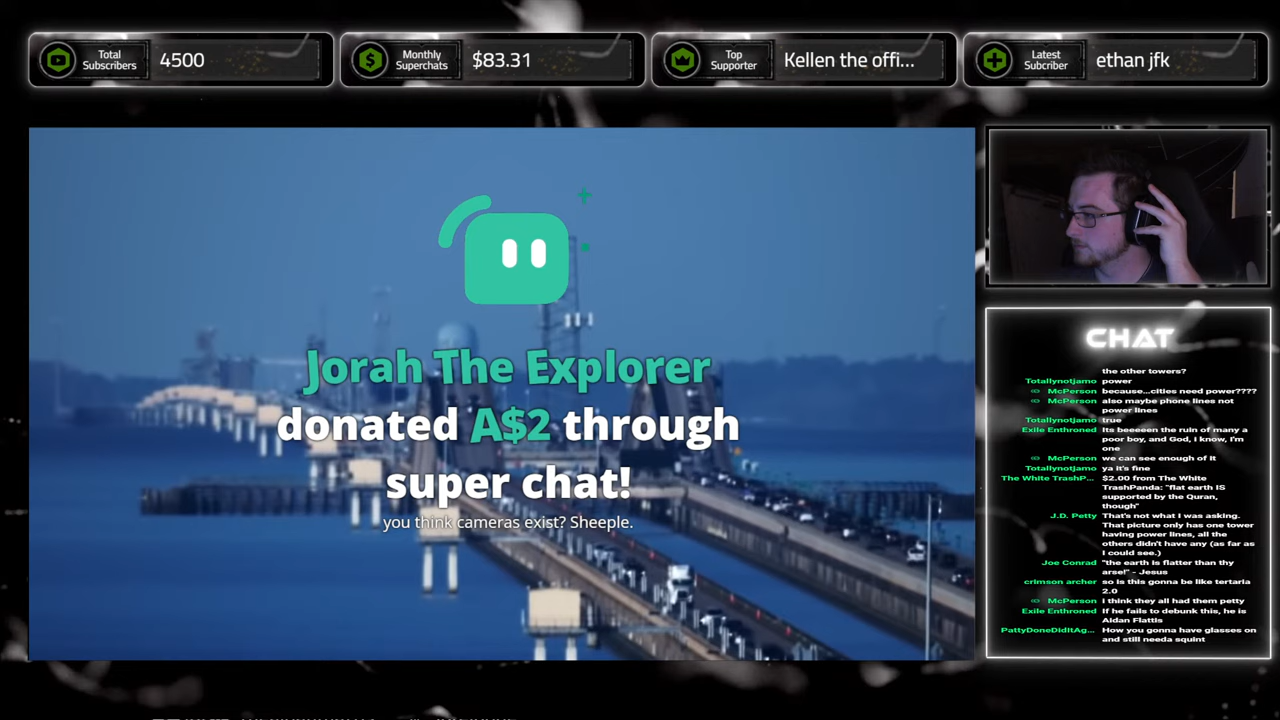 Total Subscribers 4500
Monthly Superchats $83.31
Top Supporter Kellen the offi...
Latest Subcriber ethan jfk
Jorah The Explorer
donated A$2 through
super chat!
you think cameras exist? Sheeple.
CHAT
the other towers?
Totallynotjamo power
McPerson because...cities need power????
McPerson also maybe phone lines not
power lines
Totallynotjamo true
Exile Enthroned Its beeeeen the ruin of many a
poor boy, and God, I know, I'm
one
McPerson we can see enough of it
Totallynotjamo ya it's fine
The White TrashP... $2.00 from The White
TrashPanda: "flat earth IS
supported by the Quran,
though"
J.D. Petty That's not what I was asking.
That picture only has one tower
having power lines, all the
others didn't have any (as far as
I could see.)
Joe Conrad "the earth is flatter than thy
arse!" - Jesus
crimson archer so is this gonna be like tertaria
2.0
McPerson i think they all had them petty
Exile Enthroned If he fails to debunk this, he is
Aidan Flattis
PattyDoneDidItAg... How you gonna have glasses on
and still needa squint